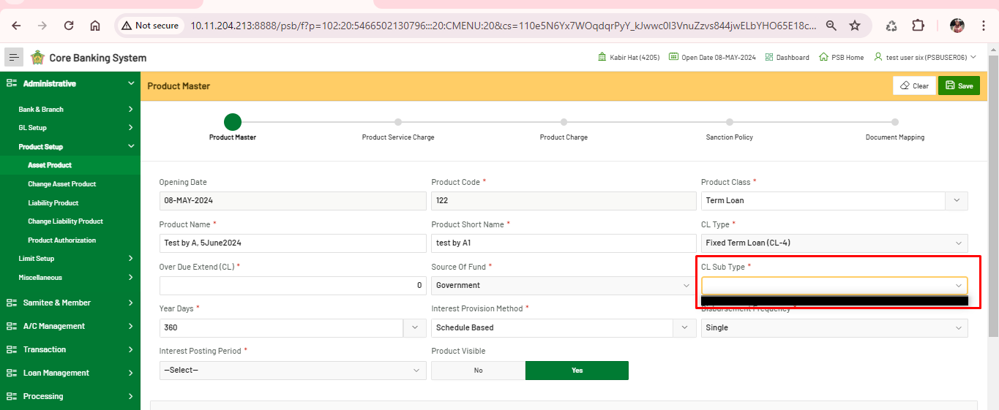 Not secure 10.11.204.213:8888/psb/f?p=102:20:5466502130796:::20:CMENU:20&cs=110e5N6Yx7WOqdqrPyY_kJwwc0I3VnuZzvs844jwELbYHO65E18c...
Core Banking System
Kabir Hat (4205) Open Date 08-MAY-2024 Dashboard PSB Home test user six (PSBUSER06)
Administrative
Bank & Branch
GL Setup
Product Setup
Asset Product
Change Asset Product
Liability Product
Change Liability Product
Product Authorization
Limit Setup
Miscellaneous
Samitee & Member
A/C Management
Transaction
Loan Management
Processing
Product Master Clear Save
Product Master Product Service Charge Product Charge Sanction Policy Document Mapping
Opening Date Product Code * Product Class *
08-MAY-2024 122 Term Loan
Product Name * Product Short Name * CL Type *
Test by A, 5June2024 test by A1 Fixed Term Loan (CL-4)
Over Due Extend (CL) * Source Of Fund * CL Sub Type *
0 Government
Year Days * Interest Provision Method * Disbursement Frequency *
360 Schedule Based Single
Interest Posting Period * Product Visible
--Select-- No Yes